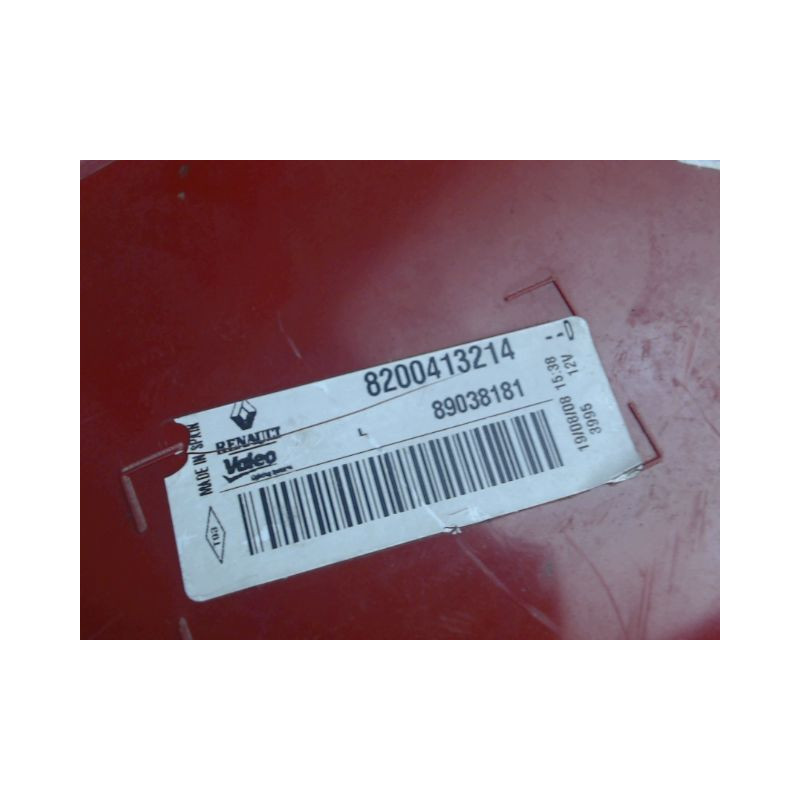 8200413214
89038181
RENAULT
Valeo
L
MADE IN SPAIN
12V
19/08/08 15:38
3995